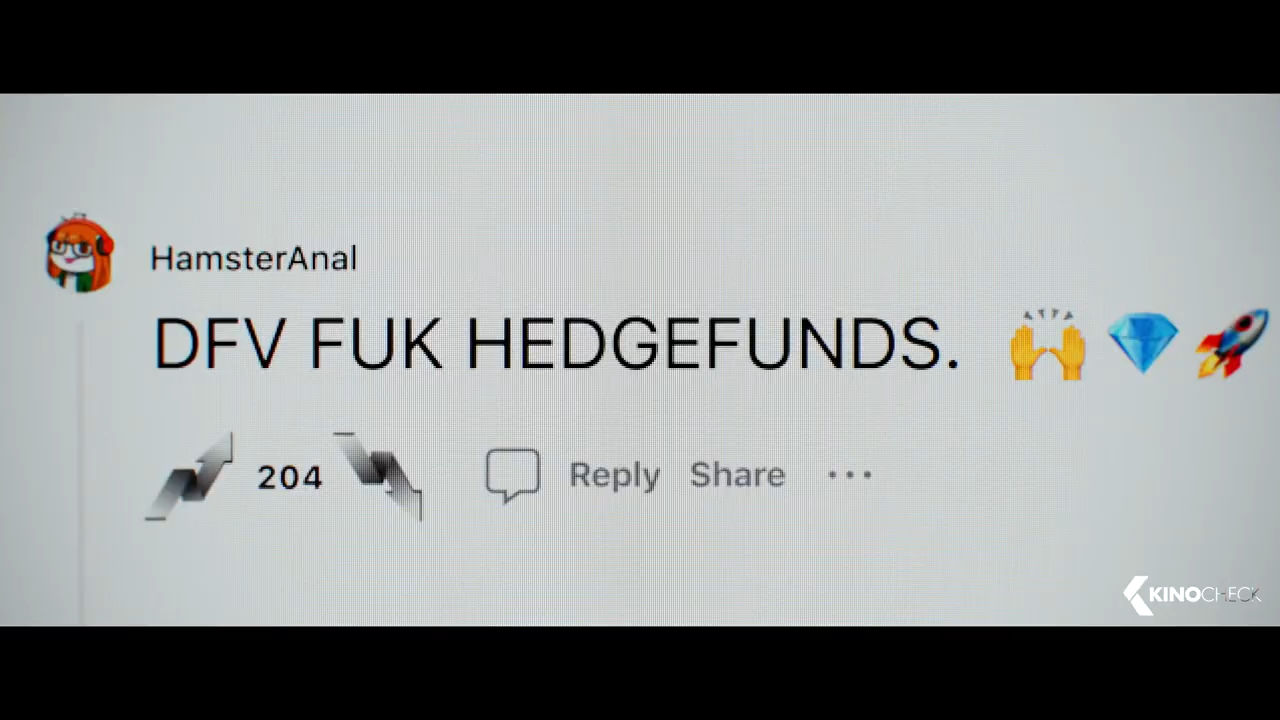 HamsterAnal
DFV FUK HEDGEFUNDS. 🙌 💎 🚀
204 Reply Share ...
KINOCHECK